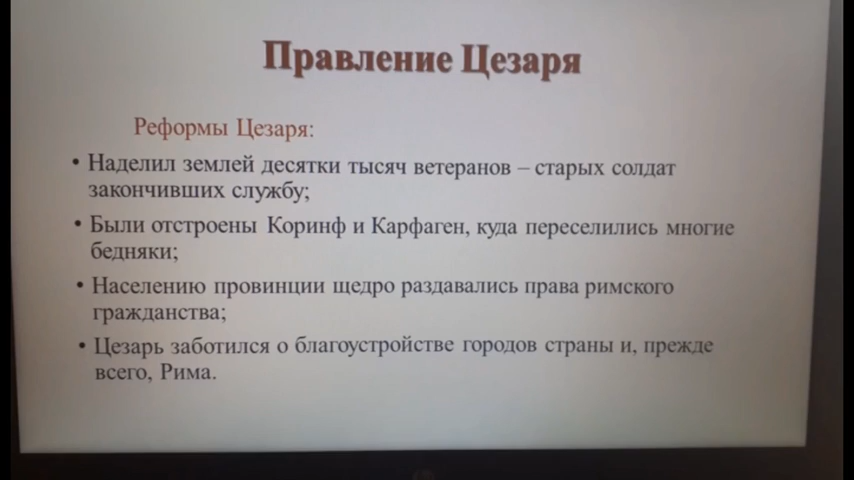 Правление Цезаря
Реформы Цезаря:
• Наделил землей десятки тысяч ветеранов – старых солдат
закончивших службу;
• Были отстроены Коринф и Карфаген, куда переселились многие
бедняки;
• Населению провинции щедро раздавались права римского
гражданства;
• Цезарь заботился о благоустройстве городов страны и, прежде
всего, Рима.